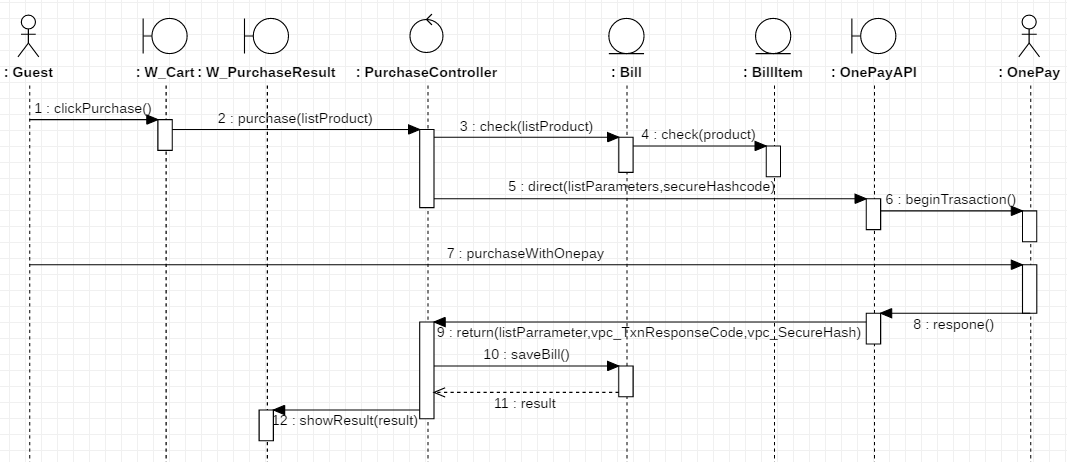 : Guest
: W_Cart
: W_PurchaseResult
: PurchaseController
: Bill
: BillItem
: OnePayAPI
: OnePay
1 : clickPurchase()
2 : purchase(listProduct)
3 : check(listProduct)
4 : check(product)
5 : direct(listParameters,secureHashcode)
6 : beginTrasaction()
7 : purchaseWithOnepay
8 : respone()
9 : return(listParrameter,vpc_TxnResponseCode,vpc_SecureHash)
10 : saveBill()
11 : result
12 : showResult(result)